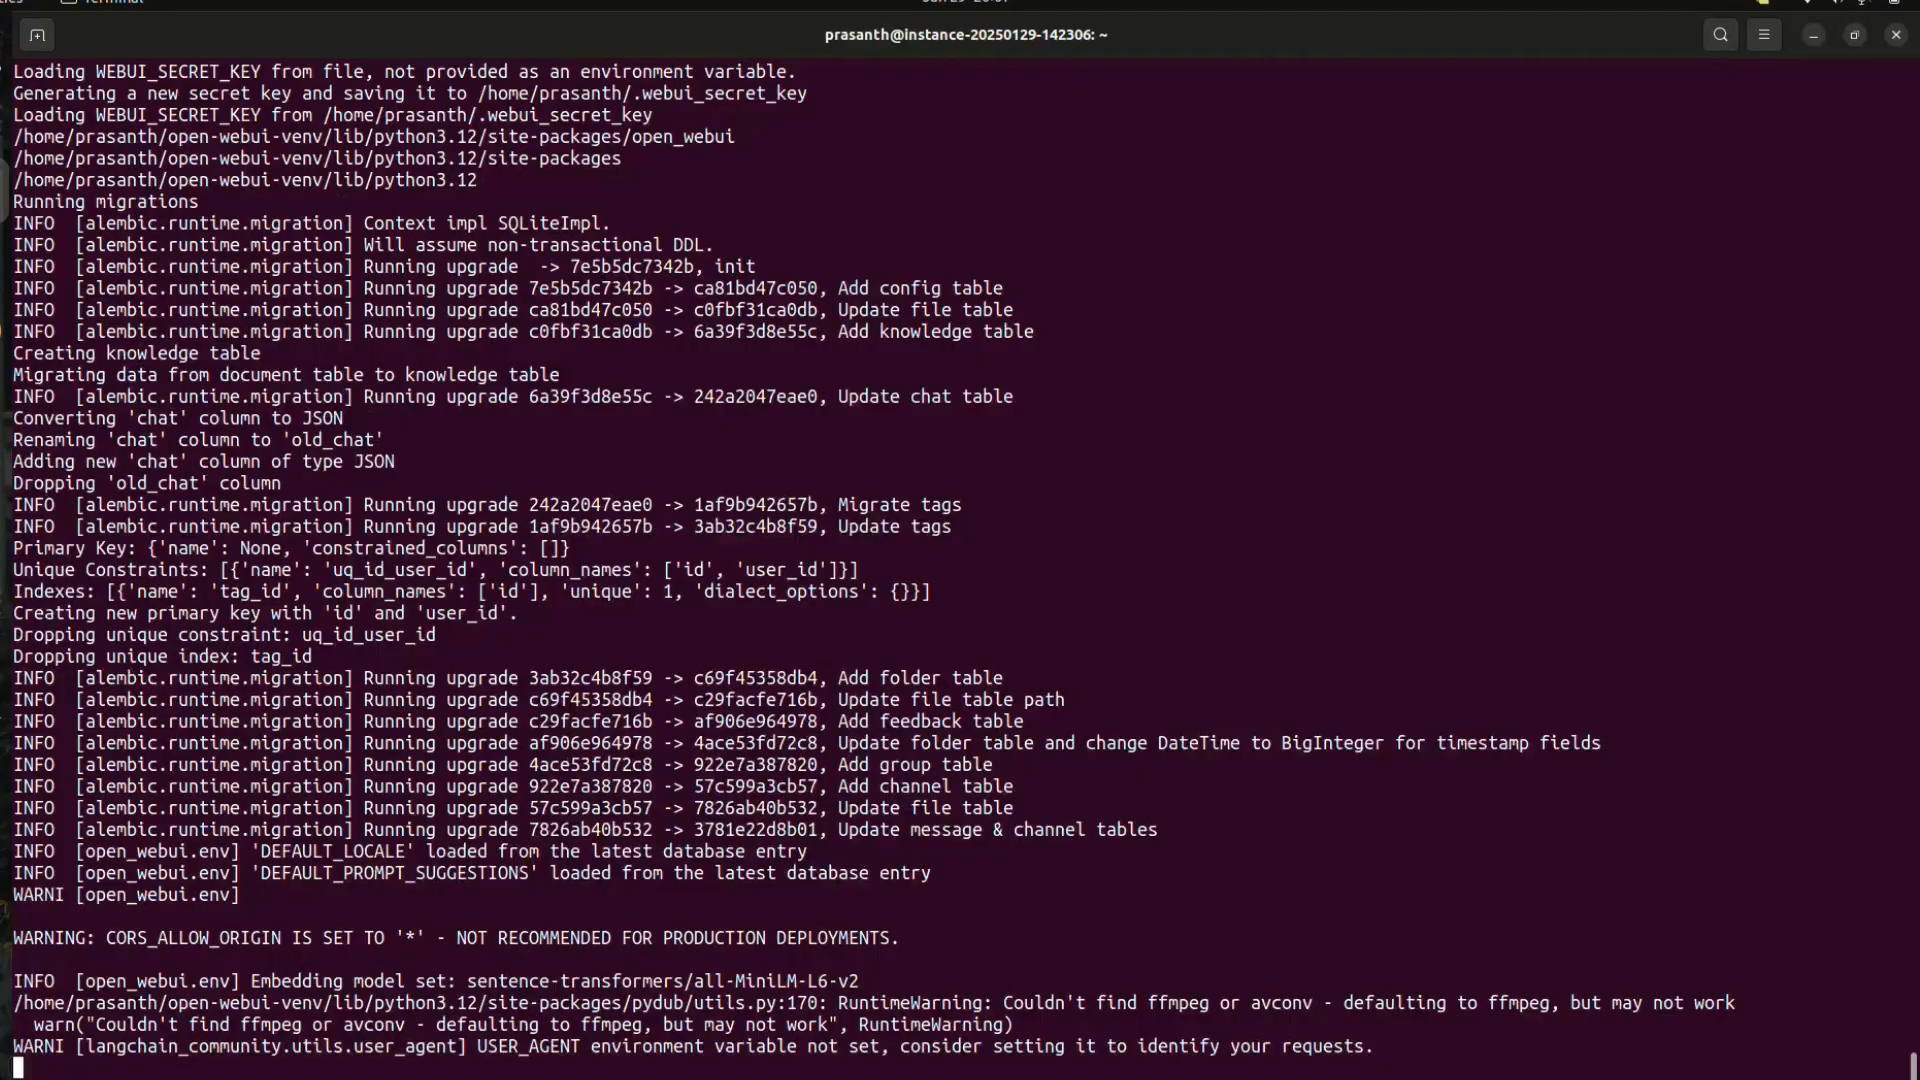 Terminal
prasanth@instance-20250129-142306: ~
Loading WEBUI_SECRET_KEY from file, not provided as an environment variable.
Generating a new secret key and saving it to /home/prasanth/.webui_secret_key
Loading WEBUI_SECRET_KEY from /home/prasanth/.webui_secret_key
/home/prasanth/open-webui-venv/lib/python3.12/site-packages/open_webui
/home/prasanth/open-webui-venv/lib/python3.12/site-packages
/home/prasanth/open-webui-venv/lib/python3.12
Running migrations
INFO  [alembic.runtime.migration] Context impl SQLiteImpl.
INFO  [alembic.runtime.migration] Will assume non-transactional DDL.
INFO  [alembic.runtime.migration] Running upgrade  -> 7e5b5dc7342b, init
INFO  [alembic.runtime.migration] Running upgrade 7e5b5dc7342b -> ca81bd47c050, Add config table
INFO  [alembic.runtime.migration] Running upgrade ca81bd47c050 -> c0fbf31ca0db, Update file table
INFO  [alembic.runtime.migration] Running upgrade c0fbf31ca0db -> 6a39f3d8e55c, Add knowledge table
Creating knowledge table
Migrating data from document table to knowledge table
INFO  [alembic.runtime.migration] Running upgrade 6a39f3d8e55c -> 242a2047eae0, Update chat table
Converting 'chat' column to JSON
Renaming 'chat' column to 'old_chat'
Adding new 'chat' column of type JSON
Dropping 'old_chat' column
INFO  [alembic.runtime.migration] Running upgrade 242a2047eae0 -> 1af9b942657b, Migrate tags
INFO  [alembic.runtime.migration] Running upgrade 1af9b942657b -> 3ab32c4b8f59, Update tags
Primary Key: {'name': None, 'constrained_columns': []}
Unique Constraints: [{'name': 'uq_id_user_id', 'column_names': ['id', 'user_id']}]
Indexes: [{'name': 'tag_id', 'column_names': ['id'], 'unique': 1, 'dialect_options': {}}]
Creating new primary key with 'id' and 'user_id'.
Dropping unique constraint: uq_id_user_id
Dropping unique index: tag_id
INFO  [alembic.runtime.migration] Running upgrade 3ab32c4b8f59 -> c69f45358db4, Add folder table
INFO  [alembic.runtime.migration] Running upgrade c69f45358db4 -> c29facfe716b, Update file table path
INFO  [alembic.runtime.migration] Running upgrade c29facfe716b -> af906e964978, Add feedback table
INFO  [alembic.runtime.migration] Running upgrade af906e964978 -> 4ace53fd72c8, Update folder table and change DateTime to BigInteger for timestamp fields
INFO  [alembic.runtime.migration] Running upgrade 4ace53fd72c8 -> 922e7a387820, Add group table
INFO  [alembic.runtime.migration] Running upgrade 922e7a387820 -> 57c599a3cb57, Add channel table
INFO  [alembic.runtime.migration] Running upgrade 57c599a3cb57 -> 7826ab40b532, Update file table
INFO  [alembic.runtime.migration] Running upgrade 7826ab40b532 -> 3781e22d8b01, Update message & channel tables
INFO  [open_webui.env] 'DEFAULT_LOCALE' loaded from the latest database entry
INFO  [open_webui.env] 'DEFAULT_PROMPT_SUGGESTIONS' loaded from the latest database entry
WARNI [open_webui.env]
WARNING: CORS_ALLOW_ORIGIN IS SET TO '*' - NOT RECOMMENDED FOR PRODUCTION DEPLOYMENTS.
INFO  [open_webui.env] Embedding model set: sentence-transformers/all-MiniLM-L6-v2
/home/prasanth/open-webui-venv/lib/python3.12/site-packages/pydub/utils.py:170: RuntimeWarning: Couldn't find ffmpeg or avconv - defaulting to ffmpeg, but may not work
  warn("Couldn't find ffmpeg or avconv - defaulting to ffmpeg, but may not work", RuntimeWarning)
WARNI [langchain_community.utils.user_agent] USER_AGENT environment variable not set, consider setting it to identify your requests.